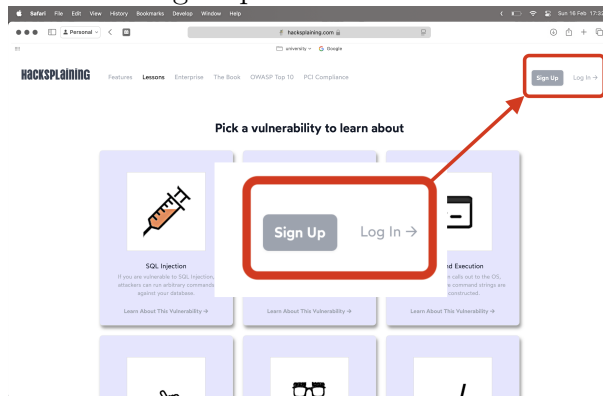 Safari File Edit View History Bookmarks Develop Window Help Sun 16 Feb 17:33
Personal hacksplaining.com
university Google
HACKSPLAINING Features Lessons Enterprise The Book OWASP Top 10 PCI Compliance Sign Up Log In →
Pick a vulnerability to learn about
Sign Up Log In →
SQL Injection
If you are vulnerable to SQL Injection,
attackers can run arbitrary commands
against your database.
Learn About This Vulnerability →
Learn About This Vulnerability →
nd Execution
n calls out to the OS,
e command strings are
constructed.
Learn About This Vulnerability →